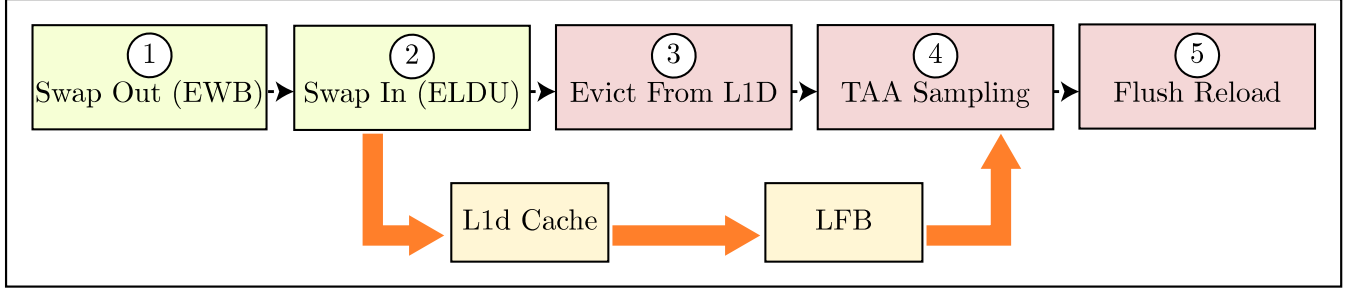 1
Swap Out (EWB)
2
Swap In (ELDU)
3
Evict From L1D
4
TAA Sampling
5
Flush Reload
L1d Cache
LFB